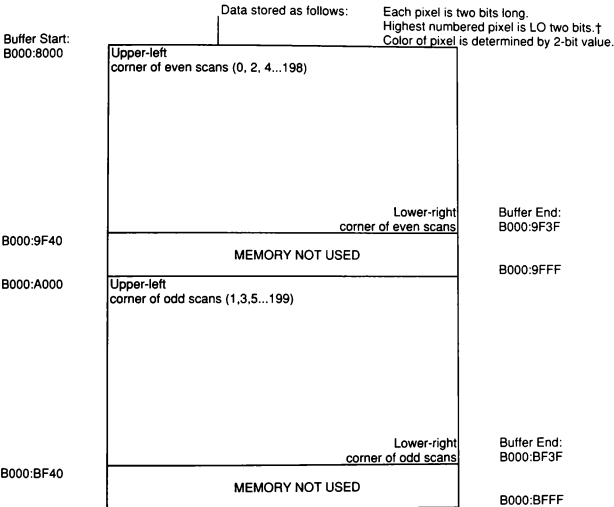 Data stored as follows:
Each pixel is two bits long.
Highest numbered pixel is LO two bits.†
Color of pixel is determined by 2-bit value.
Buffer Start:
B000:8000
Upper-left
corner of even scans (0, 2, 4...198)
Lower-right
corner of even scans
Buffer End:
B000:9F3F
B000:9F40
MEMORY NOT USED
B000:9FFF
B000:A000
Upper-left
corner of odd scans (1,3,5...199)
Lower-right
corner of odd scans
Buffer End:
B000:BF3F
B000:BF40
MEMORY NOT USED
B000:BFFF